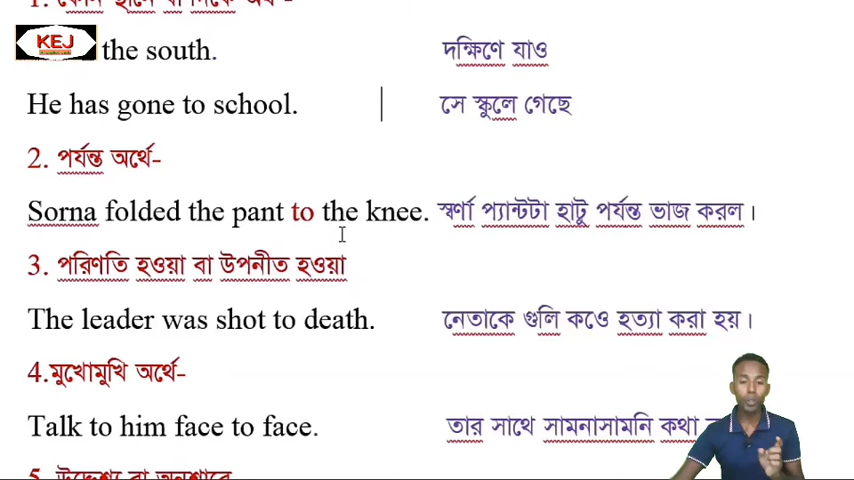 KEJ the south. দক্ষিণে যাও
He has gone to school. সে স্কুলে গেছে
2. পর্যন্ত অর্থে-
Sorna folded the pant to the knee. স্বর্ণা প্যান্টটা হাটু পর্যন্ত ভাজ করল।
3. পরিণতি হওয়া বা উপনীত হওয়া
The leader was shot to death. নেতাকে গুলি কওে হত্যা করা হয়।
4.মুখোমুখি অর্থে-
Talk to him face to face. তার সাথে সামনাসামনি কথা